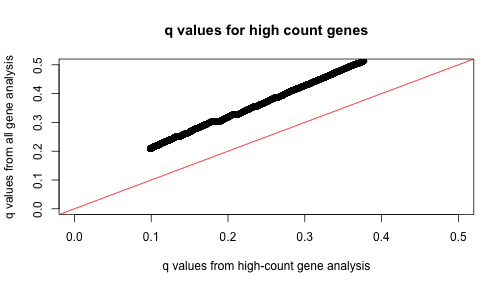 q values for high count genes
q values from all gene analysis
0.5
0.4
0.3
0.2
0.1
0.0
0.0 0.1 0.2 0.3 0.4 0.5
q values from high-count gene analysis